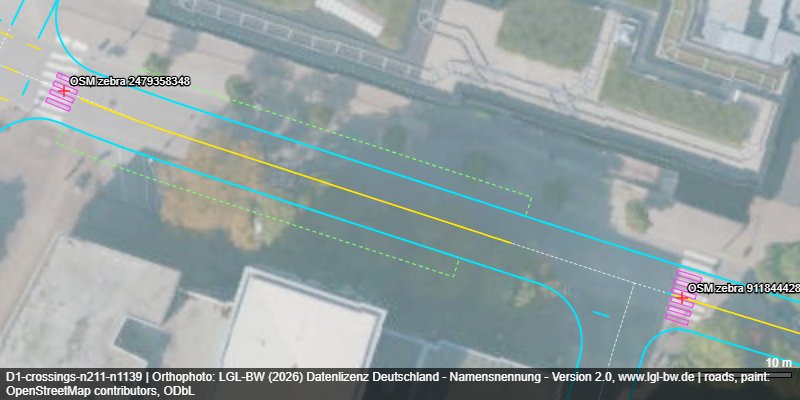 OSM zebra 2479358348
OSM zebra 911844428
10 m
D1-crossings-n211-n1139 | Orthophoto: LGL-BW (2026) Datenlizenz Deutschland - Namensnennung - Version 2.0, www.lgl-bw.de | roads, paint:
OpenStreetMap contributors, ODbL